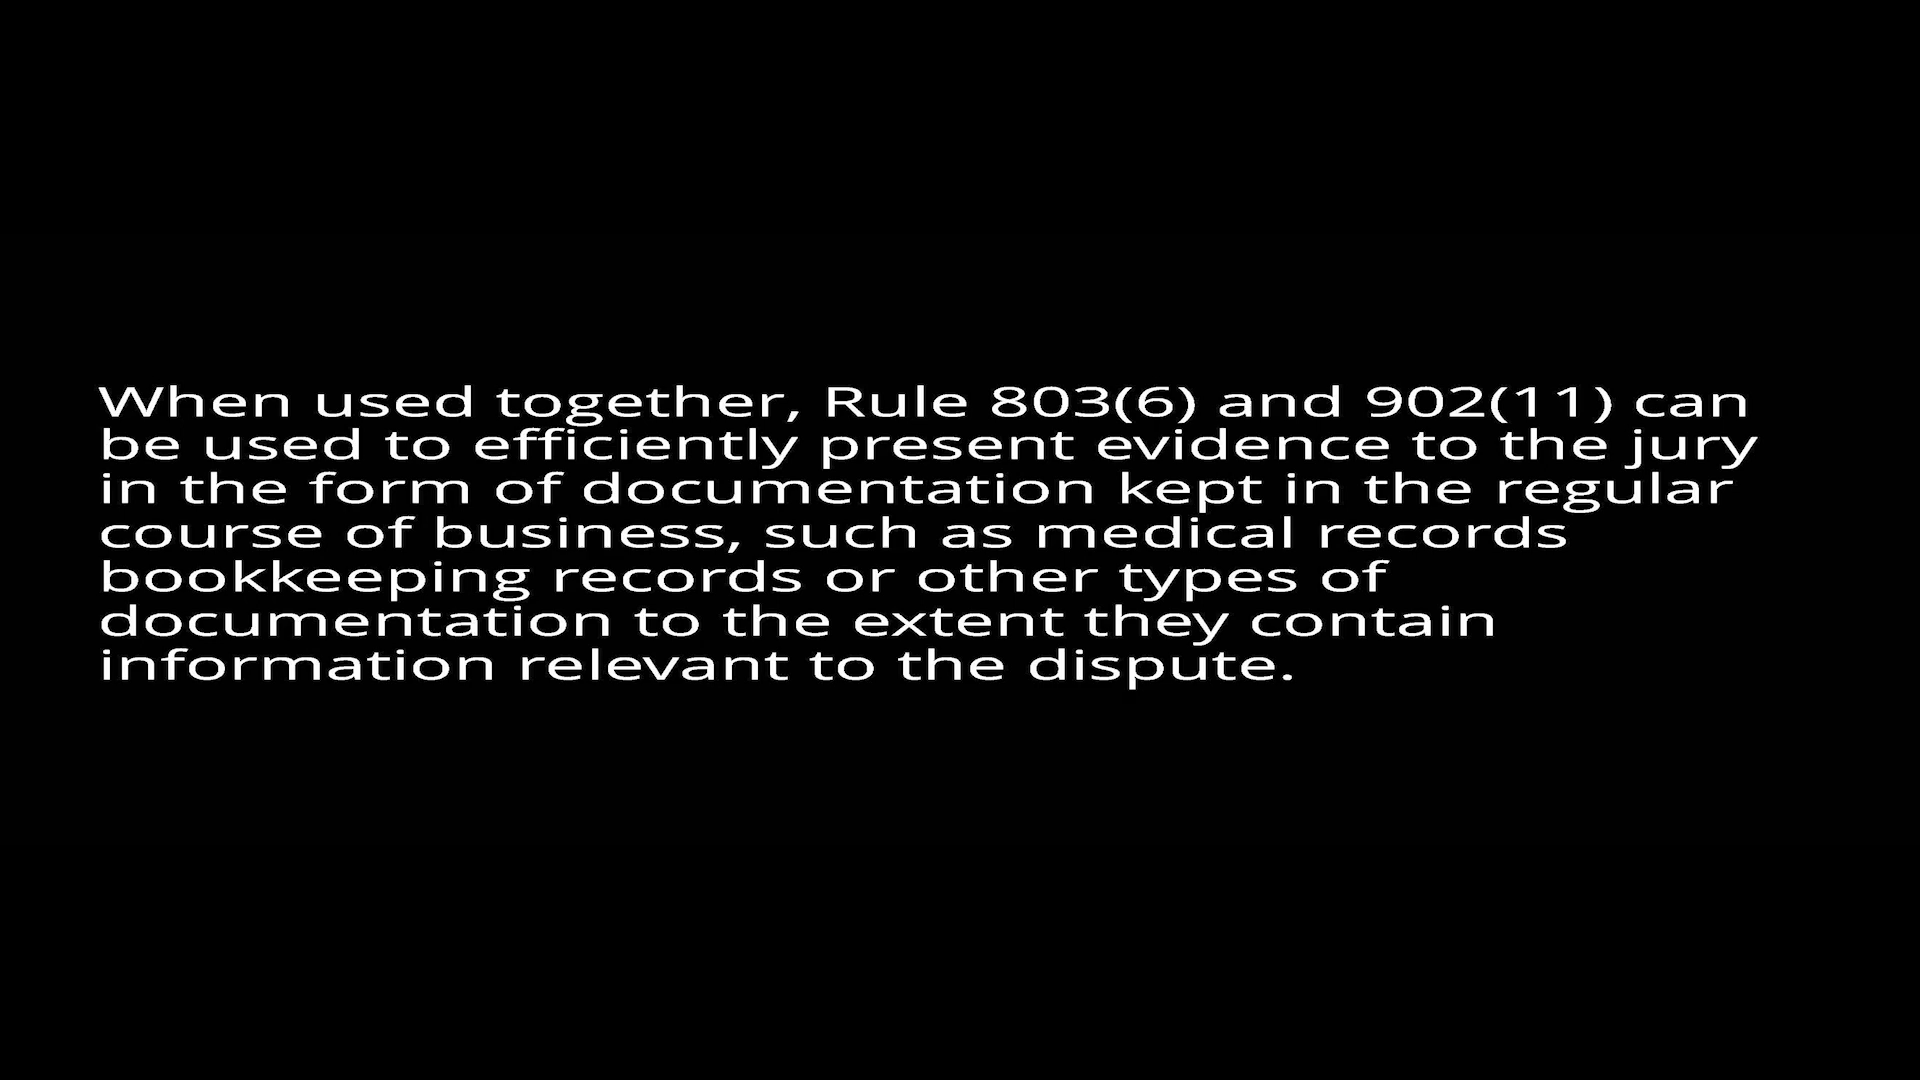 When used together, Rule 803(6) and 902(11) can
be used to efficiently present evidence to the jury
in the form of documentation kept in the regular
course of business, such as medical records
bookkeeping records or other types of
documentation to the extent they contain
information relevant to the dispute.